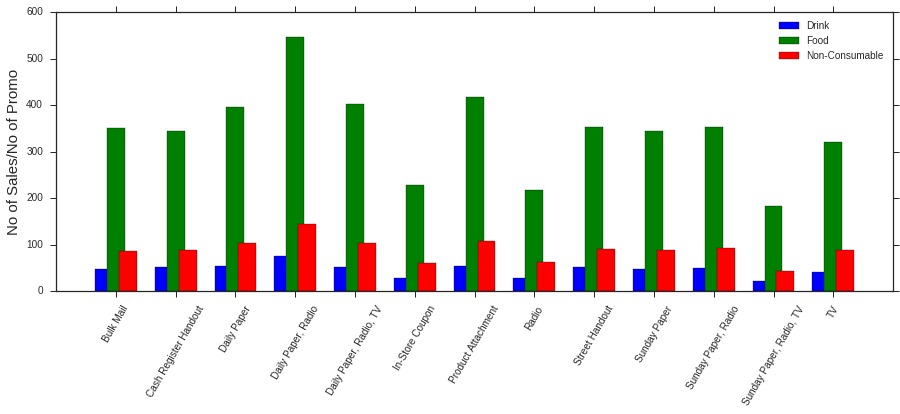 600
500
400
300
200
100
0
No of Sales/No of Promo
Drink
Food
Non-Consumable
Bulk Mail
Cash Register Handout
Daily Paper
Daily Paper, Radio
Daily Paper, Radio, TV
In-Store Coupon
Product Attachment
Radio
Street Handout
Sunday Paper
Sunday Paper, Radio
Sunday Paper, Radio, TV
TV